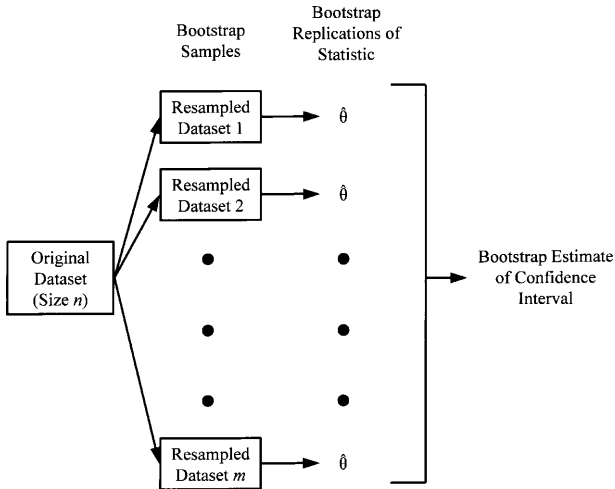 Bootstrap
Samples
Bootstrap
Replications of
Statistic
Resampled
Dataset 1
θ̂
Resampled
Dataset 2
θ̂
Original
Dataset
(Size n)
Bootstrap Estimate
of Confidence
Interval
Resampled
Dataset m
θ̂